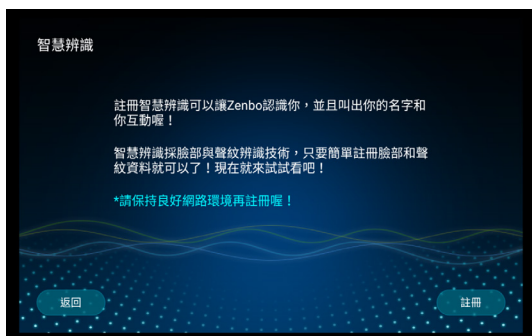 智慧辨識
註冊智慧辨識可以讓Zenbo認識你，並且叫出你的名字和
你互動喔！
智慧辨識採臉部與聲紋辨識技術，只要簡單註冊臉部和聲
紋資料就可以了！現在就來試試看吧！
*請保持良好網路環境再註冊喔！
返回
註冊